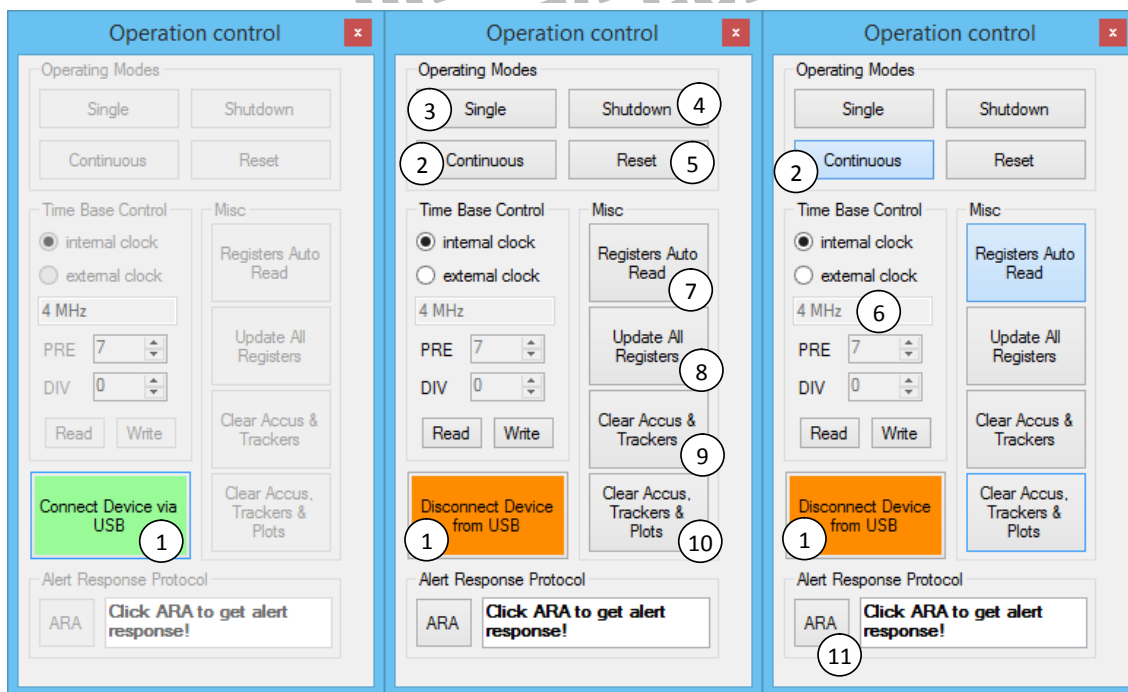 Operation control
x
Operating Modes
Single
Shutdown
Continuous
Reset
Time Base Control
internal clock
external clock
4 MHz
PRE 7
DIV 0
Read
Write
Misc
Registers Auto
Read
Update All
Registers
Clear Accus &
Trackers
Clear Accus,
Trackers &
Plots
Connect Device via
USB
1
Alert Response Protocol
ARA
Click ARA to get alert
response!
Operation control
x
Operating Modes
3
Single
Shutdown
4
2
Continuous
Reset
5
Time Base Control
internal clock
external clock
4 MHz
PRE 7
DIV 0
Read
Write
Misc
Registers Auto
Read
7
Update All
Registers
8
Clear Accus &
Trackers
9
Clear Accus,
Trackers &
Plots
10
Disconnect Device
from USB
1
Alert Response Protocol
ARA
Click ARA to get alert
response!
Operation control
x
Operating Modes
Single
Shutdown
2
Continuous
Reset
Time Base Control
internal clock
external clock
4 MHz
6
PRE 7
DIV 0
Read
Write
Misc
Registers Auto
Read
Update All
Registers
Clear Accus &
Trackers
Clear Accus,
Trackers &
Plots
Disconnect Device
from USB
1
Alert Response Protocol
ARA
11
Click ARA to get alert
response!